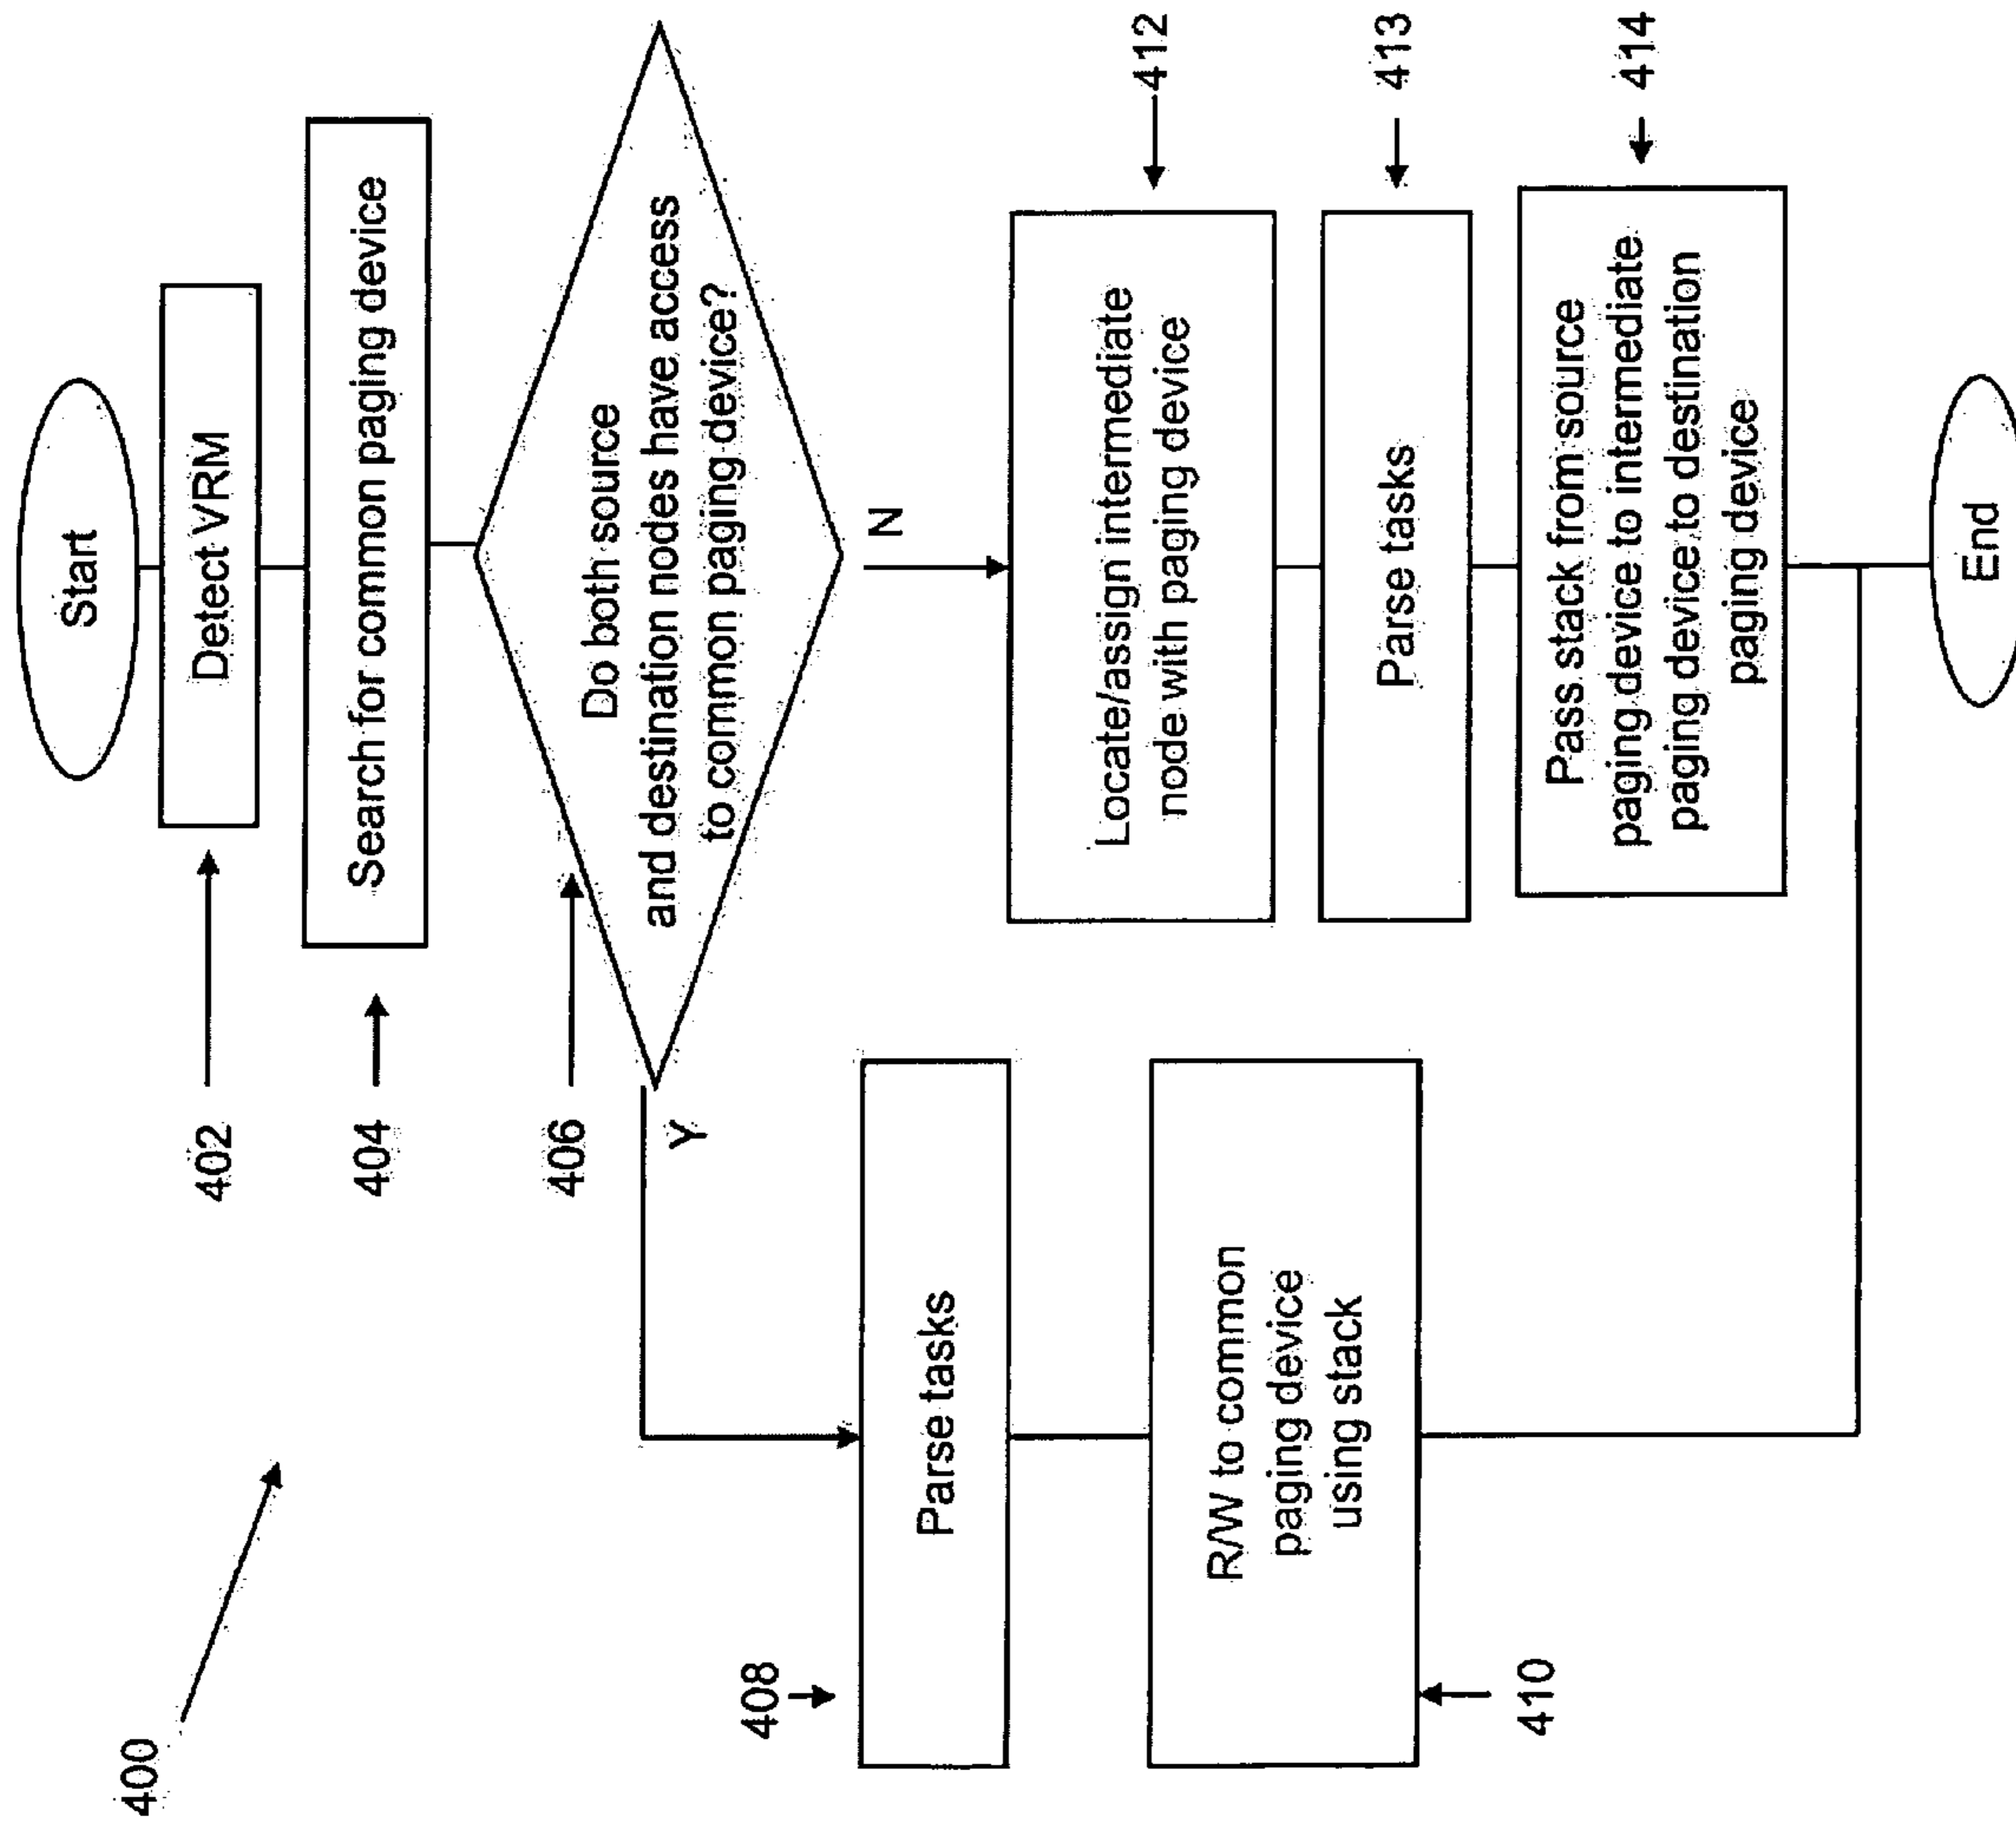 400
Start
402
Detect VRM
404
Search for common paging device
406
Do both source
and destination nodes have access
to common paging device?
Y
N
408
Parse tasks
R/W to common
paging device
using stack
410
Locate/assign intermediate
node with paging device
412
Parse tasks
413
Pass stack from source
paging device to intermediate
paging device to destination
paging device
414
End